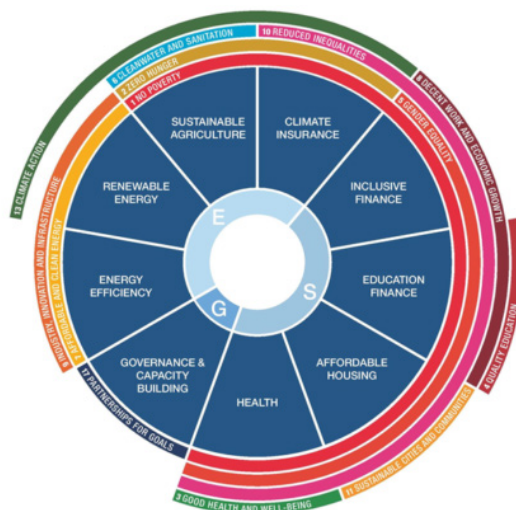 13 CLIMATE ACTION
6 CLEANWATER AND SANITATION
2 ZERO HUNGER
1 NO POVERTY
10 REDUCED INEQUALITIES
5 GENDER EQUALITY
8 DECENT WORK AND ECONOMIC GROWTH
4 QUALITY EDUCATION
11 SUSTAINABLE CITIES AND COMMUNITIES
3 GOOD HEALTH AND WELL-BEING
17 PARTNERSHIPS FOR GOALS
9 INDUSTRY, INNOVATION AND INFRASTRUCTURE
7 AFFORDABLE AND CLEAN ENERGY
SUSTAINABLE
AGRICULTURE
CLIMATE
INSURANCE
INCLUSIVE
FINANCE
EDUCATION
FINANCE
AFFORDABLE
HOUSING
HEALTH
GOVERNANCE &
CAPACITY
BUILDING
ENERGY
EFFICIENCY
RENEWABLE
ENERGY
E
S
G